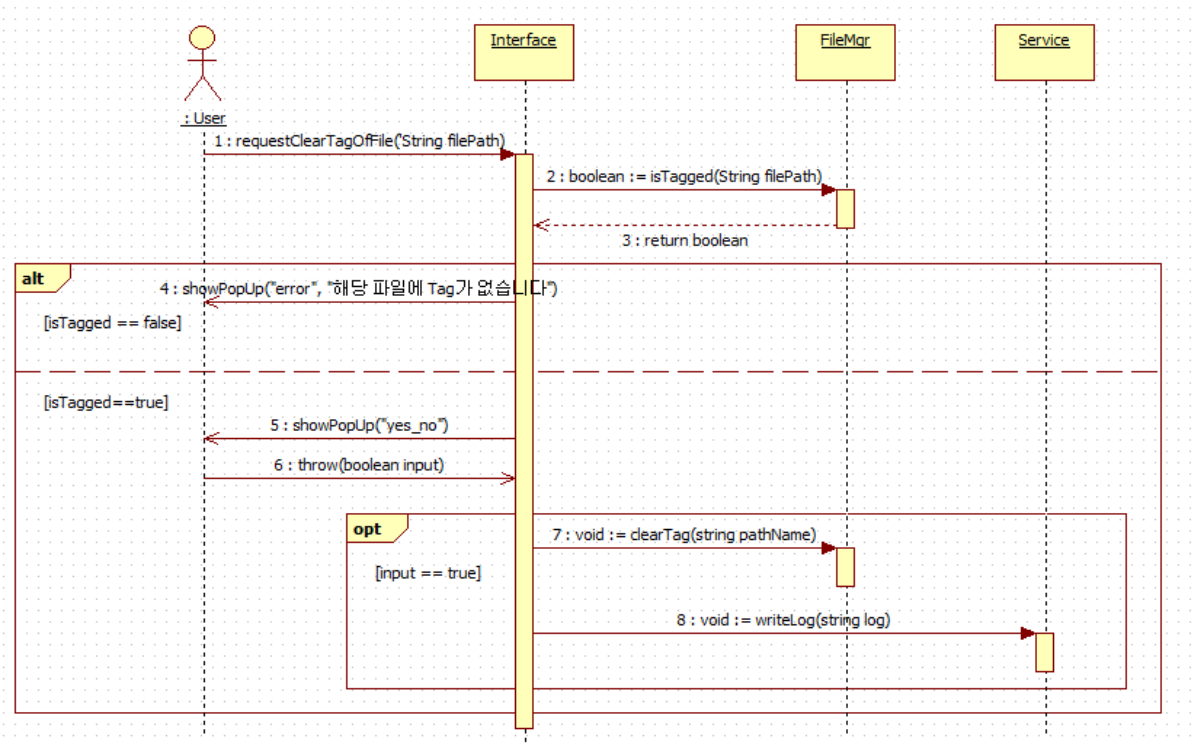 Interface
FileMgr
Service
: User
1 : requestClearTagOfFile('String filePath)
2 : boolean := isTagged(String filePath)
3 : return boolean
alt
4 : showPopUp("error", "해당 파일에 Tag가 없습니다")
[isTagged == false]
[isTagged==true]
5 : showPopUp("yes_no")
6 : throw(boolean input)
opt
7 : void := clearTag(string pathName)
[input == true]
8 : void := writeLog(string log)